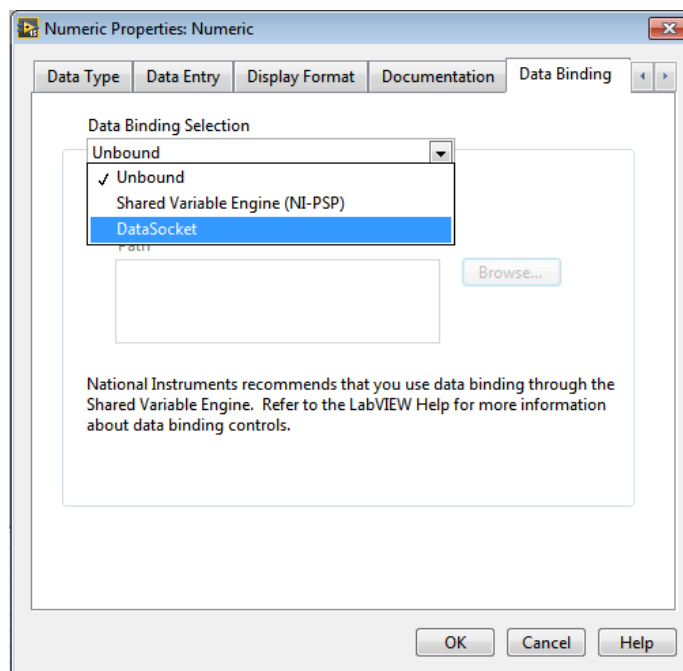 Numeric Properties: Numeric
Data Type Data Entry Display Format Documentation Data Binding
Data Binding Selection
Unbound
Unbound
Shared Variable Engine (NI-PSP)
DataSocket
Path
Browse...
National Instruments recommends that you use data binding through the
Shared Variable Engine. Refer to the LabVIEW Help for more information
about data binding controls.
OK Cancel Help